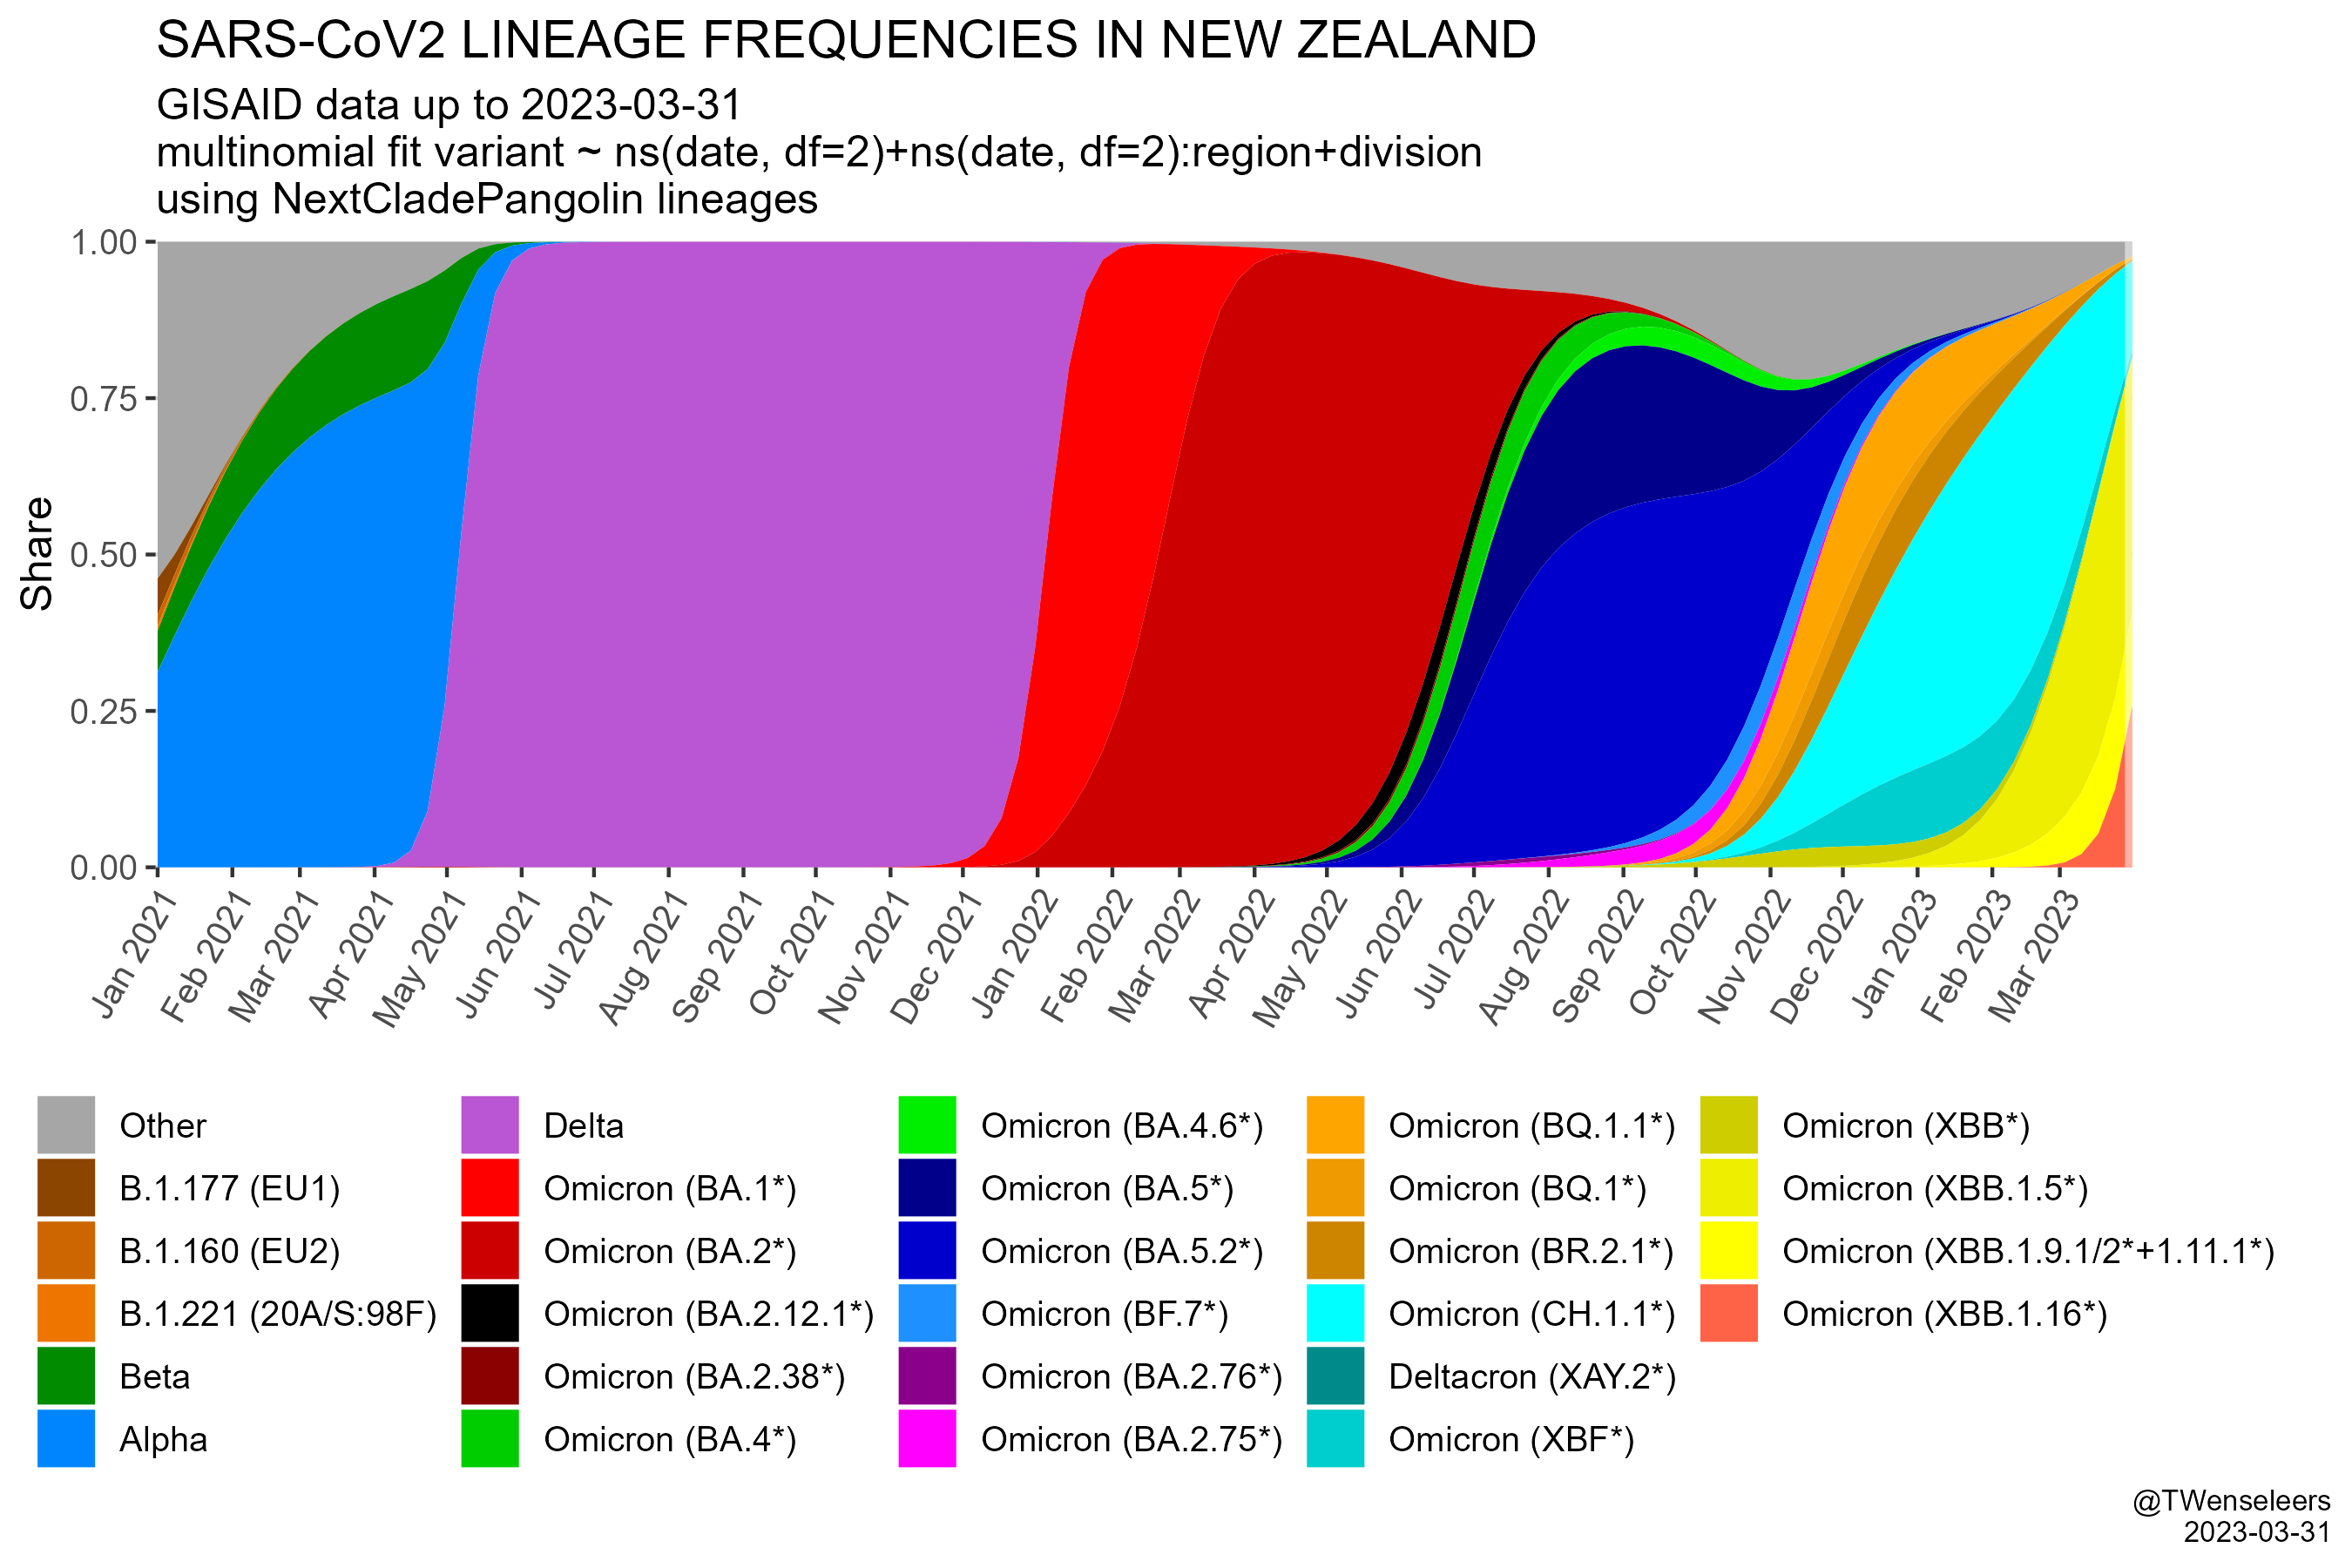 SARS-CoV2 LINEAGE FREQUENCIES IN NEW ZEALAND
GISAID data up to 2023-03-31
multinomial fit variant ~ ns(date, df=2)+ns(date, df=2):region+division
using NextCladePangolin lineages
Share
1.00
0.75
0.50
0.25
0.00
Jan 2021
Feb 2021
Mar 2021
Apr 2021
May 2021
Jun 2021
Jul 2021
Aug 2021
Sep 2021
Oct 2021
Nov 2021
Dec 2021
Jan 2022
Feb 2022
Mar 2022
Apr 2022
May 2022
Jun 2022
Jul 2022
Aug 2022
Sep 2022
Oct 2022
Nov 2022
Dec 2022
Jan 2023
Feb 2023
Mar 2023
Other
B.1.177 (EU1)
B.1.160 (EU2)
B.1.221 (20A/S:98F)
Beta
Alpha
Delta
Omicron (BA.1*)
Omicron (BA.2*)
Omicron (BA.2.12.1*)
Omicron (BA.2.38*)
Omicron (BA.4*)
Omicron (BA.4.6*)
Omicron (BA.5*)
Omicron (BA.5.2*)
Omicron (BF.7*)
Omicron (BA.2.76*)
Omicron (BA.2.75*)
Omicron (BQ.1.1*)
Omicron (BQ.1*)
Omicron (BR.2.1*)
Omicron (CH.1.1*)
Deltacron (XAY.2*)
Omicron (XBF*)
Omicron (XBB*)
Omicron (XBB.1.5*)
Omicron (XBB.1.9.1/2*+1.11.1*)
Omicron (XBB.1.16*)
@TWenseleers
2023-03-31